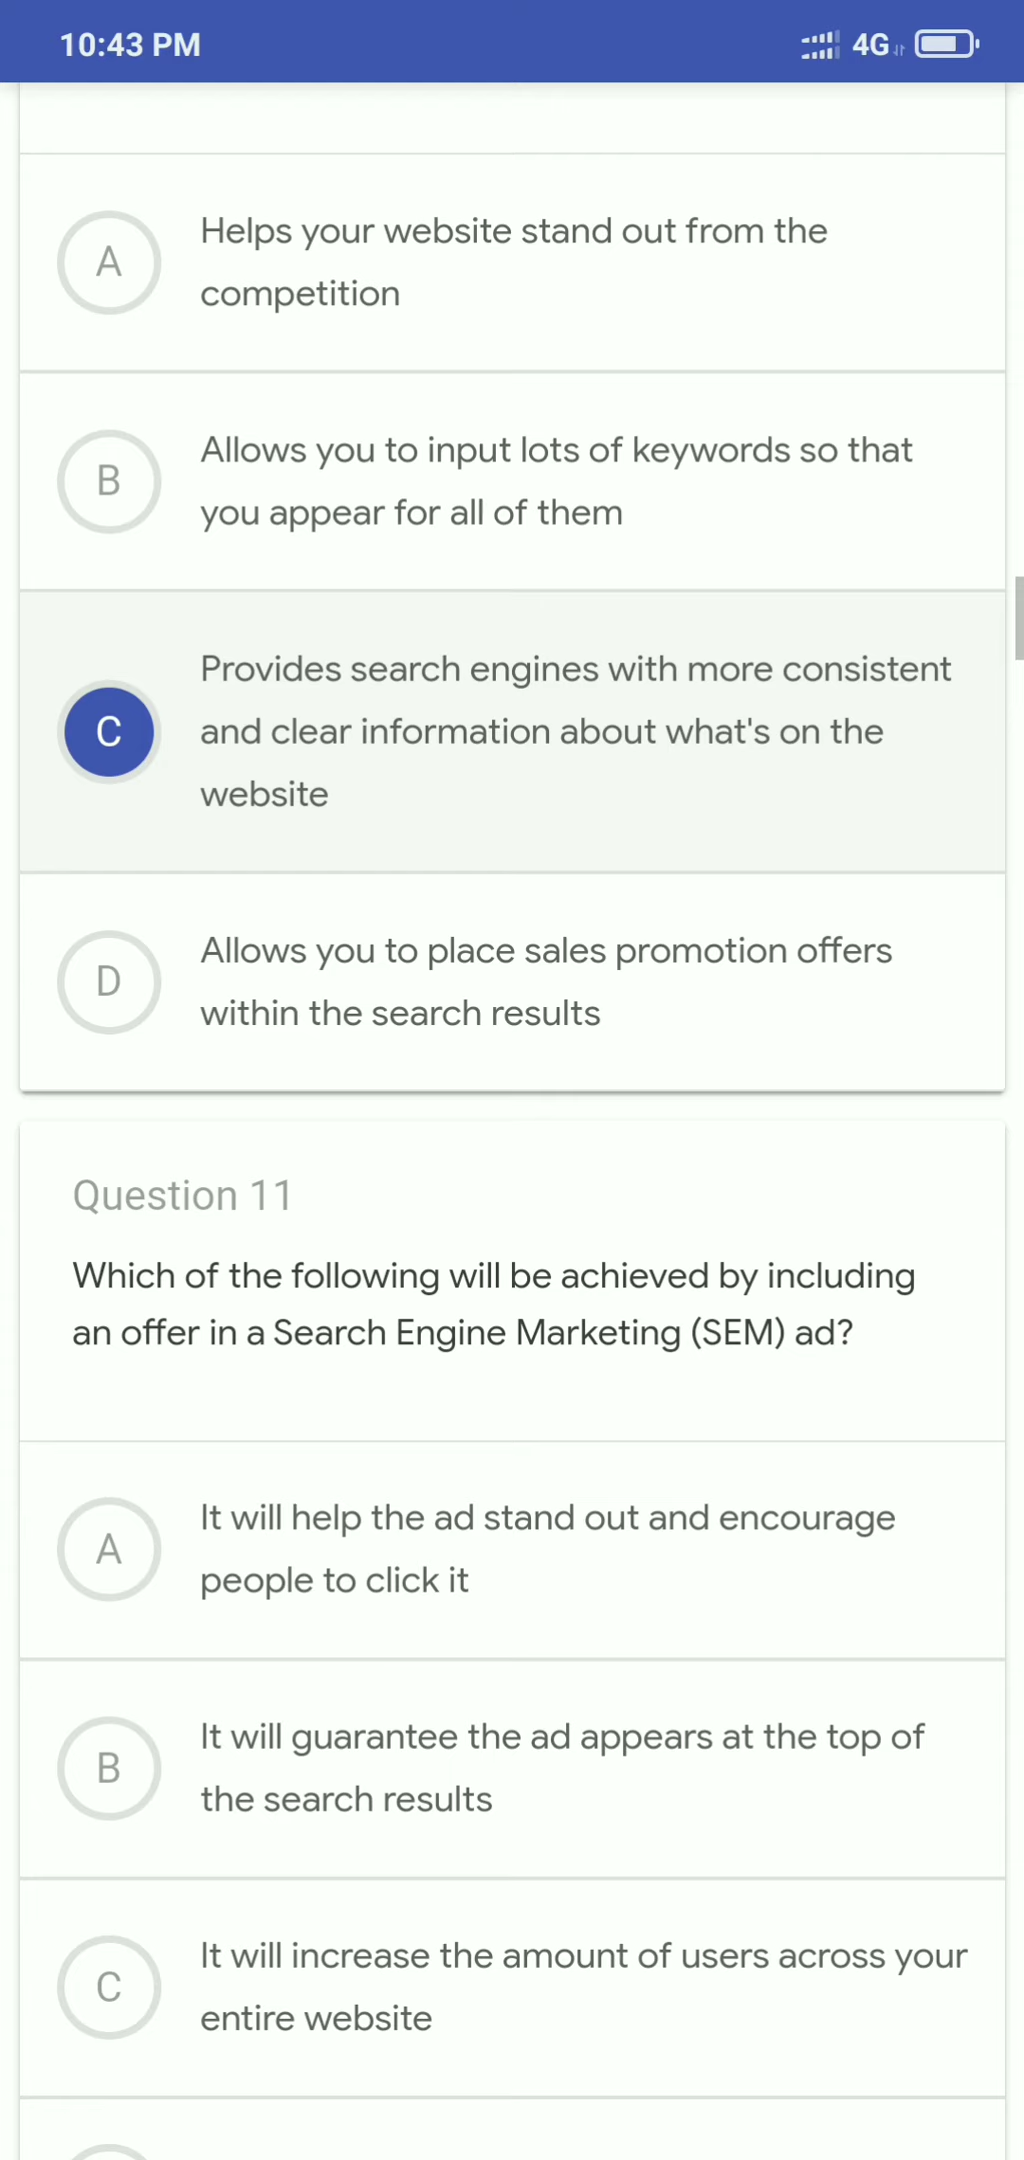 10:43 PM
4G
A
Helps your website stand out from the
competition
B
Allows you to input lots of keywords so that
you appear for all of them
C
Provides search engines with more consistent
and clear information about what's on the
website
D
Allows you to place sales promotion offers
within the search results
Question 11
Which of the following will be achieved by including
an offer in a Search Engine Marketing (SEM) ad?
A
It will help the ad stand out and encourage
people to click it
B
It will guarantee the ad appears at the top of
the search results
C
It will increase the amount of users across your
entire website